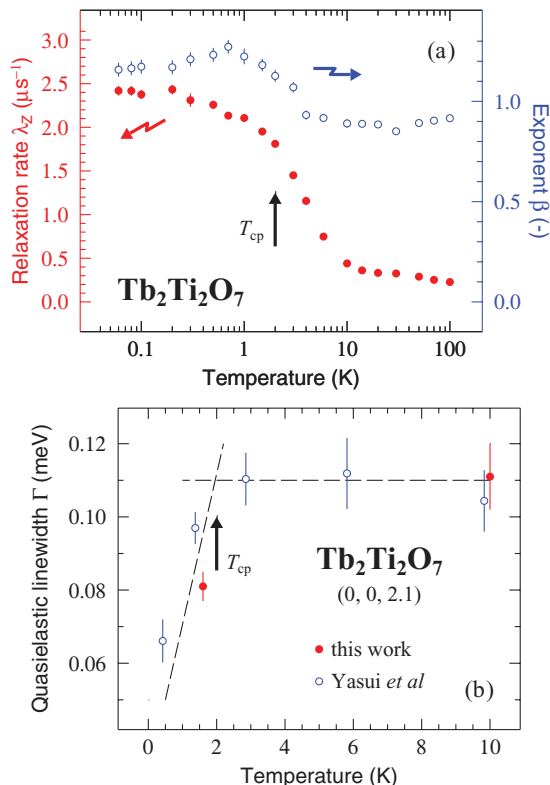 (a)
Relaxation rate λ_Z (μs⁻¹)
3.0
2.5
2.0
1.5
1.0
0.5
0.0
Exponent β (-)
1.0
0.5
0.0
T_cp
Tb₂Ti₂O₇
0.1
1
10
100
Temperature (K)
Quasielastic linewidth Γ (meV)
0.12
0.10
0.08
0.06
T_cp
Tb₂Ti₂O₇
(0, 0, 2.1)
this work
Yasui et al
(b)
0
2
4
6
8
10
Temperature (K)